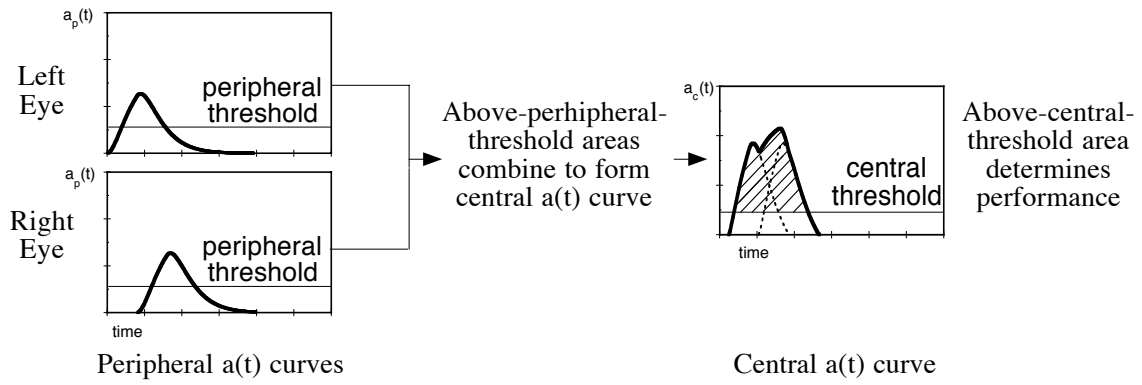 a_p(t)
Left
Eye
peripheral
threshold
a_p(t)
Right
Eye
peripheral
threshold
time
Peripheral a(t) curves
Above-perhipheral-
threshold areas
combine to form
central a(t) curve
a_c(t)
central
threshold
time
Central a(t) curve
Above-central-
threshold area
determines
performance